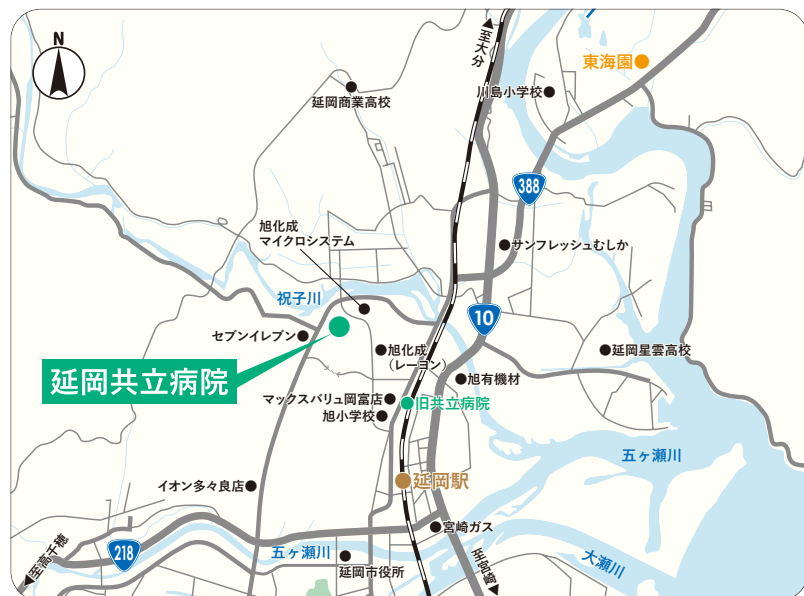 N
▲至大分
東海園
川島小学校
延岡商業高校
388
旭化成
マイクロシステム
サンフレッシュむしか
祝子川
10
セブンイレブン
旭化成
(レーヨン)
延岡星雲高校
延岡共立病院
旭有機材
マックスバリュ岡富店
旧共立病院
旭小学校
五ヶ瀬川
延岡駅
イオン多々良店
宮崎ガス
218
五ヶ瀬川
◀至高千穂
延岡市役所
至宮崎▶
大瀬川